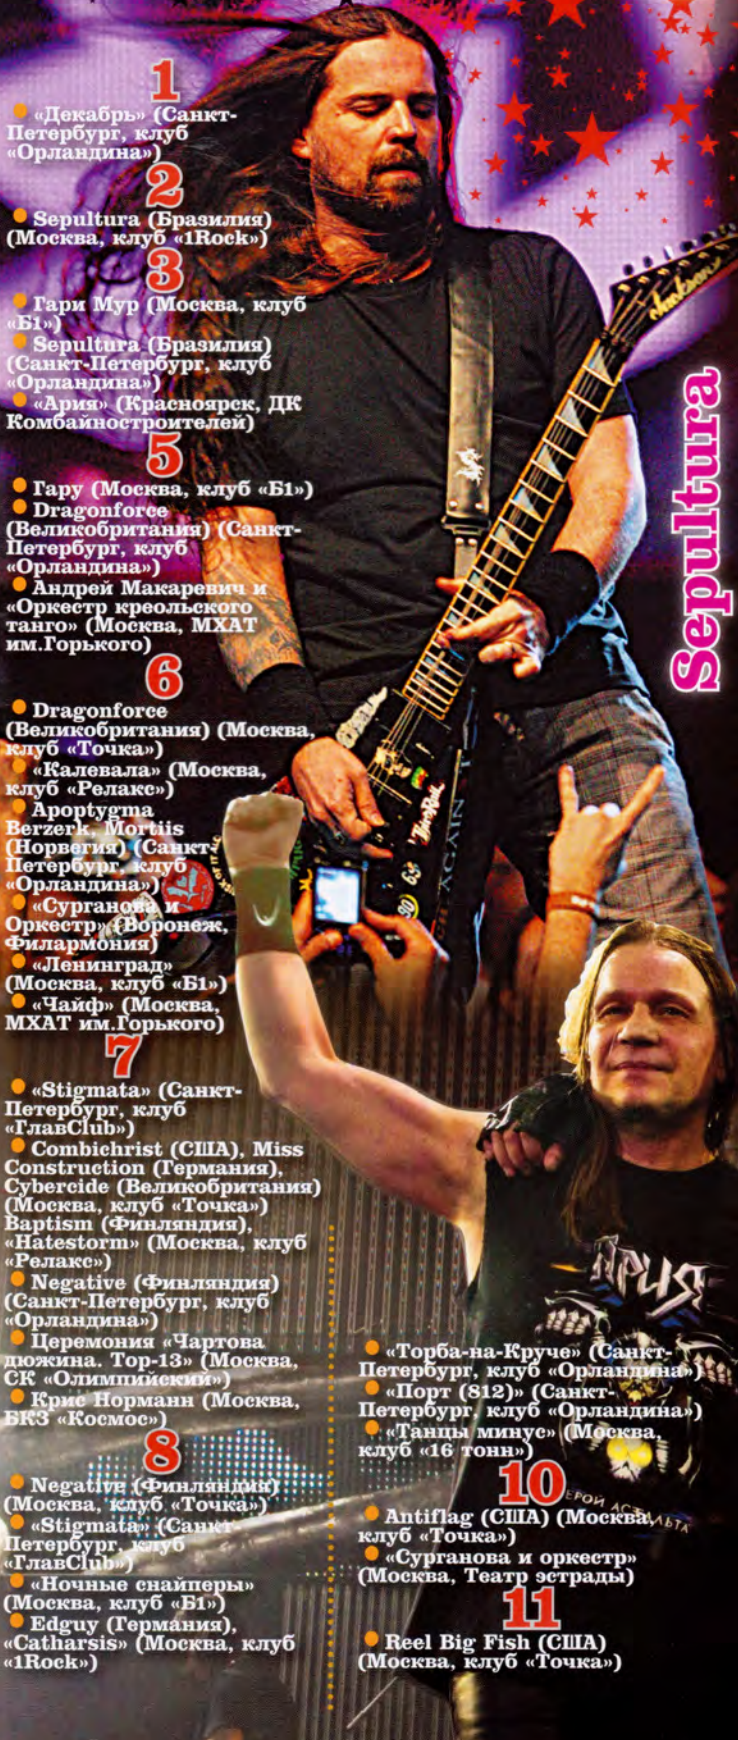 1
«Декабрь» (Санкт-
Петербург, клуб
«Орландина»)
2
Sepultura (Бразилия)
(Москва, клуб «1Rock»)
3
Гари Мур (Москва, клуб
«Б1»)
Sepultura (Бразилия)
(Санкт-Петербург, клуб
«Орландина»)
«Ария» (Красноярск, ДК
Комбайностроителей)
5
Гару (Москва, клуб «Б1»)
Dragonforce
(Великобритания) (Санкт-
Петербург, клуб
«Орландина»)
Андрей Макаревич и
«Оркестр креольского
танго» (Москва, МХАТ
им.Горького)
6
Dragonforce
(Великобритания) (Москва,
клуб «Точка»)
«Калевала» (Москва,
клуб «Релакс»)
Apoptygma
Berzerk, Mortiis
(Норвегия) (Санкт-
Петербург, клуб
«Орландина»)
«Сурганова и
Оркестр» (Воронеж,
Филармония)
«Ленинград»
(Москва, клуб «Б1»)
«Чайф» (Москва,
МХАТ им.Горького)
7
«Stigmata» (Санкт-
Петербург, клуб
«ГлавClub»)
Combichrist (США), Miss
Construction (Германия),
Cybercide (Великобритания)
(Москва, клуб «Точка»)
Baptism (Финляндия),
«Hatestorm» (Москва, клуб
«Релакс»)
Negative (Финляндия)
(Санкт-Петербург, клуб
«Орландина»)
Церемония «Чартова
дюжина. Тор-13» (Москва,
СК «Олимпийский»)
Крис Норманн (Москва,
БКЗ «Космос»)
8
Negative (Финляндия)
(Москва, клуб «Точка»)
«Stigmata» (Санкт-
Петербург, клуб
«ГлавClub»)
«Ночные снайперы»
(Москва, клуб «Б1»)
Edguy (Германия),
«Catharsis» (Москва, клуб
«1Rock»)
«Торба-на-Круче» (Санкт-
Петербург, клуб «Орландина»)
«Порт (812)» (Санкт-
Петербург, клуб «Орландина»)
«Танцы минус» (Москва,
клуб «16 тонн»)
10
Antiflag (США) (Москва,
клуб «Точка»)
«Сурганова и оркестр»
(Москва, Театр эстрады)
11
Reel Big Fish (США)
(Москва, клуб «Точка»)
Sepultura
Jackson
AGAIN
69
90
АРИЯ
ГЕРОЙ АСФАЛЬТА